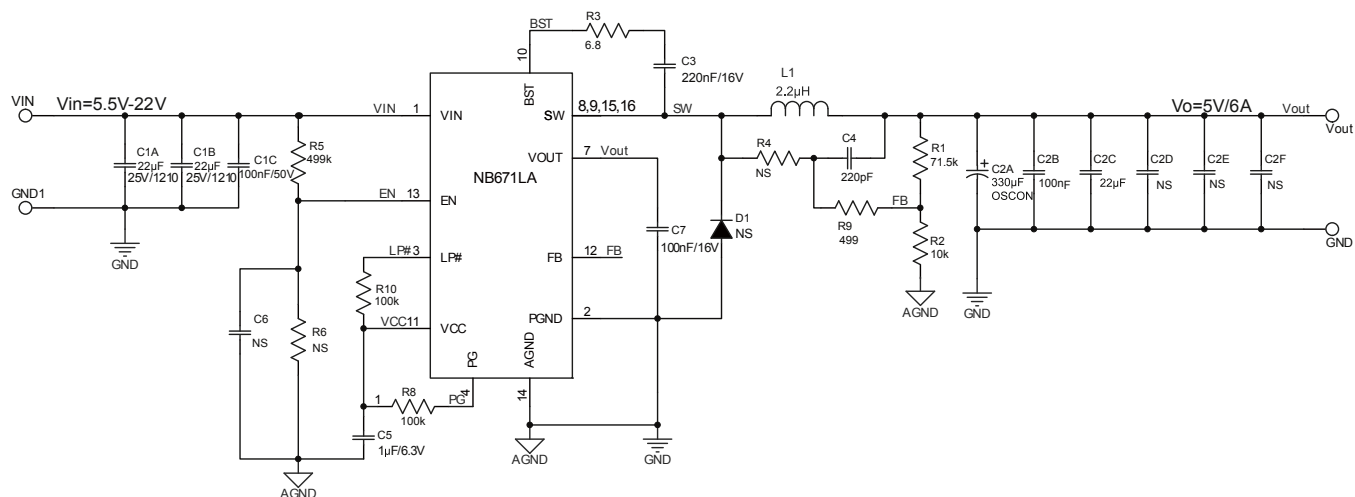 BST
R3
6.8
10
C3
220nF/16V
L1
2.2µH
VIN
Vin=5.5V-22V
VIN
1
VIN
BST
SW
8,9,15,16
SW
Vo=5V/6A
Vout
Vout
C1A
22µF
25V/1210
C1B
22µF
25V/1210
C1C
100nF/50V
R5
499k
VOUT
7
Vout
R4
NS
C4
220pF
R1
71.5k
C2A
330µF
OSCON
C2B
100nF
C2C
22µF
C2D
NS
C2E
NS
C2F
NS
NB671LA
GND1
EN
13
EN
R9
499
FB
D1
NS
C7
100nF/16V
R2
10k
GND
GND
LP#
3
LP#
FB
12
FB
R10
100k
AGND
GND
C6
NS
R6
NS
VCC
11
VCC
PGND
2
PG
AGND
1
R8
100k
PG
4
14
C5
1µF/6.3V
AGND
GND
AGND